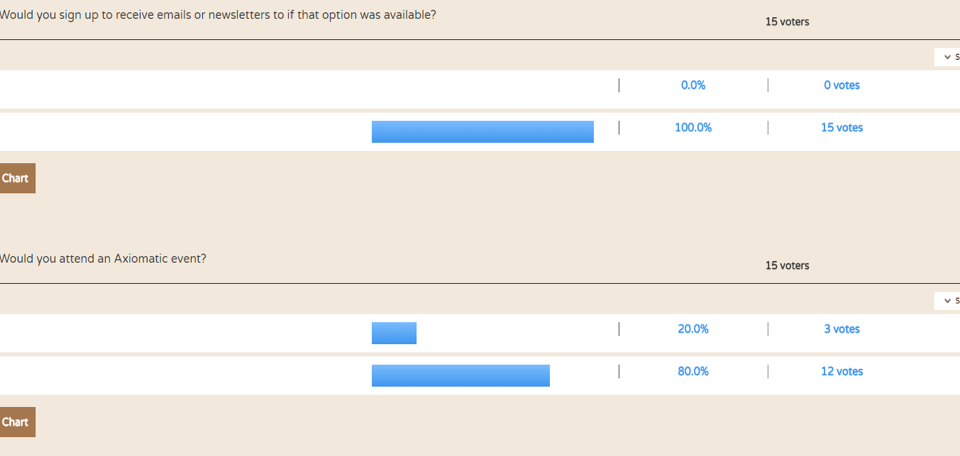 Would you sign up to receive emails or newsletters to if that option was available?
15 voters
S
0.0% 0 votes
100.0% 15 votes
Chart
Would you attend an Axiomatic event?
15 voters
S
20.0% 3 votes
80.0% 12 votes
Chart